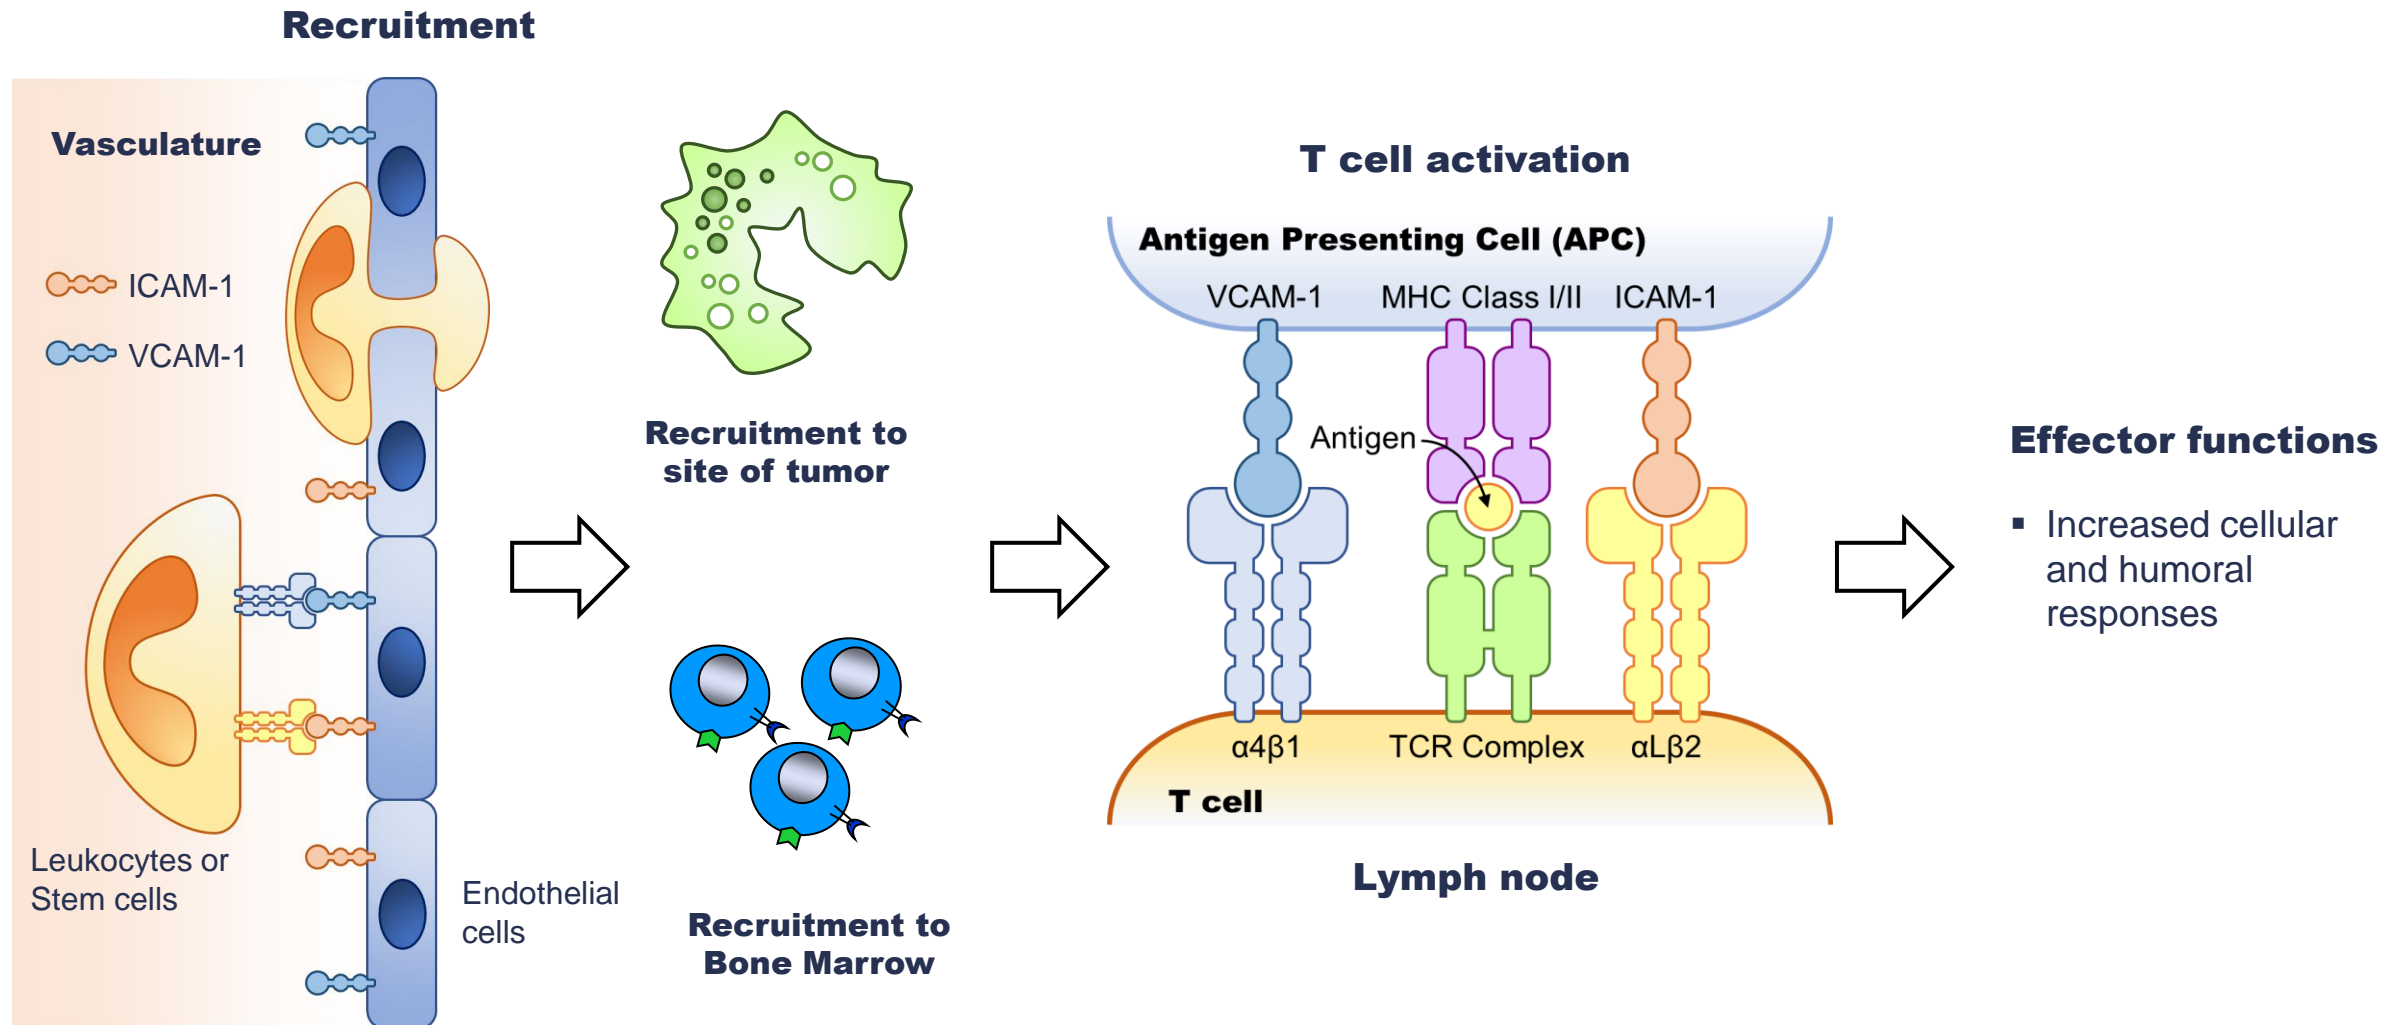 Recruitment
Vasculature
ICAM-1
VCAM-1
Leukocytes or
Stem cells
Endothelial
cells
Recruitment to
site of tumor
Recruitment to
Bone Marrow
T cell activation
Antigen Presenting Cell (APC)
VCAM-1 MHC Class I/II ICAM-1
Antigen
α4β1 TCR Complex αLβ2
T cell
Lymph node
Effector functions
▪ Increased cellular
and humoral
responses